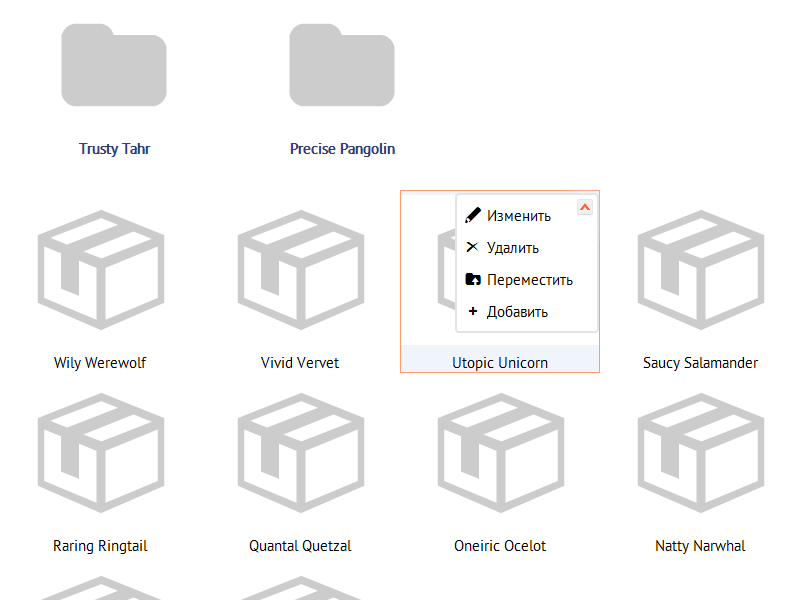 Trusty Tahr
Precise Pangolin
Изменить
Удалить
Переместить
Добавить
Wily Werewolf
Vivid Vervet
Utopic Unicorn
Saucy Salamander
Raring Ringtail
Quantal Quetzal
Oneiric Ocelot
Natty Narwhal